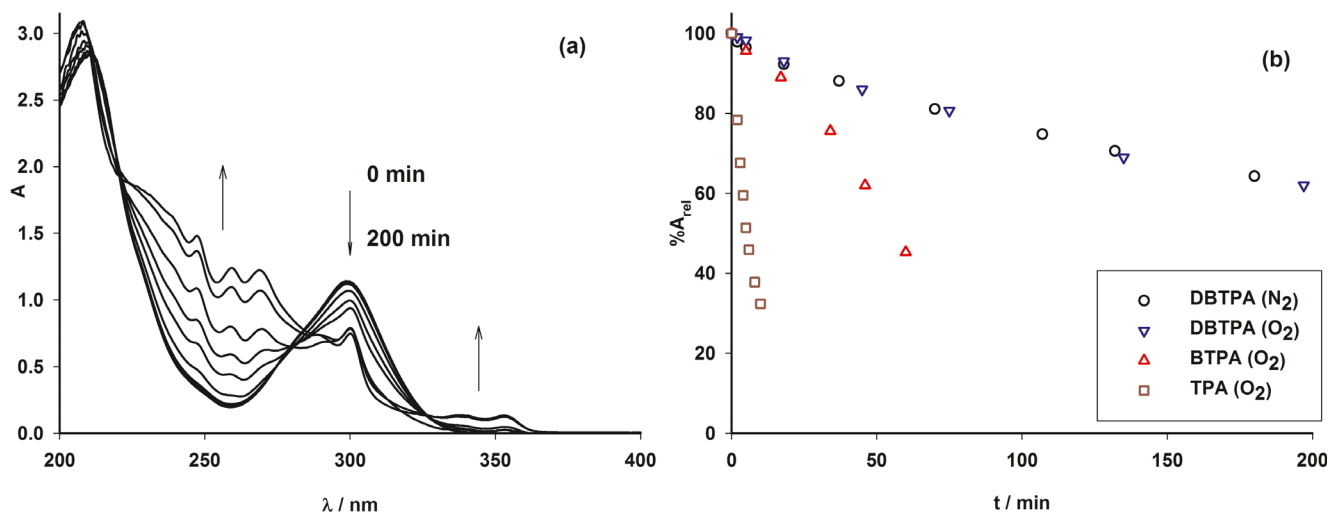 (a)
3.0
2.5
2.0
1.5
1.0
0.5
0.0
A
0 min
200 min
200
250
300
350
400
λ / nm
(b)
100
80
60
40
20
0
%A_rel
DBTPA (N₂)
DBTPA (O₂)
BTPA (O₂)
TPA (O₂)
0
50
100
150
200
t / min